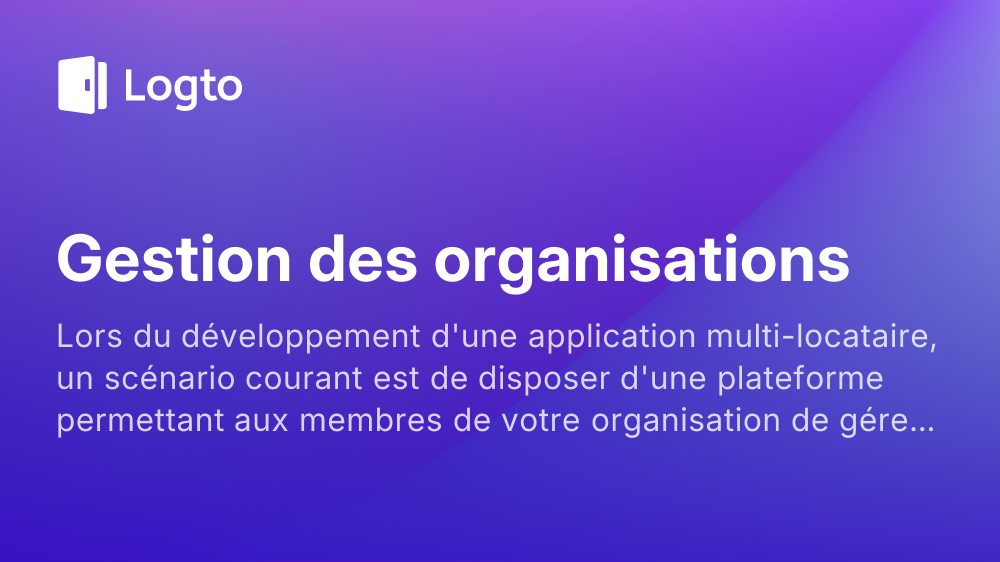 Logto
Gestion des organisations
Lors du développement d'une application multi-locataire,
un scénario courant est de disposer d'une plateforme
permettant aux membres de votre organisation de gére...